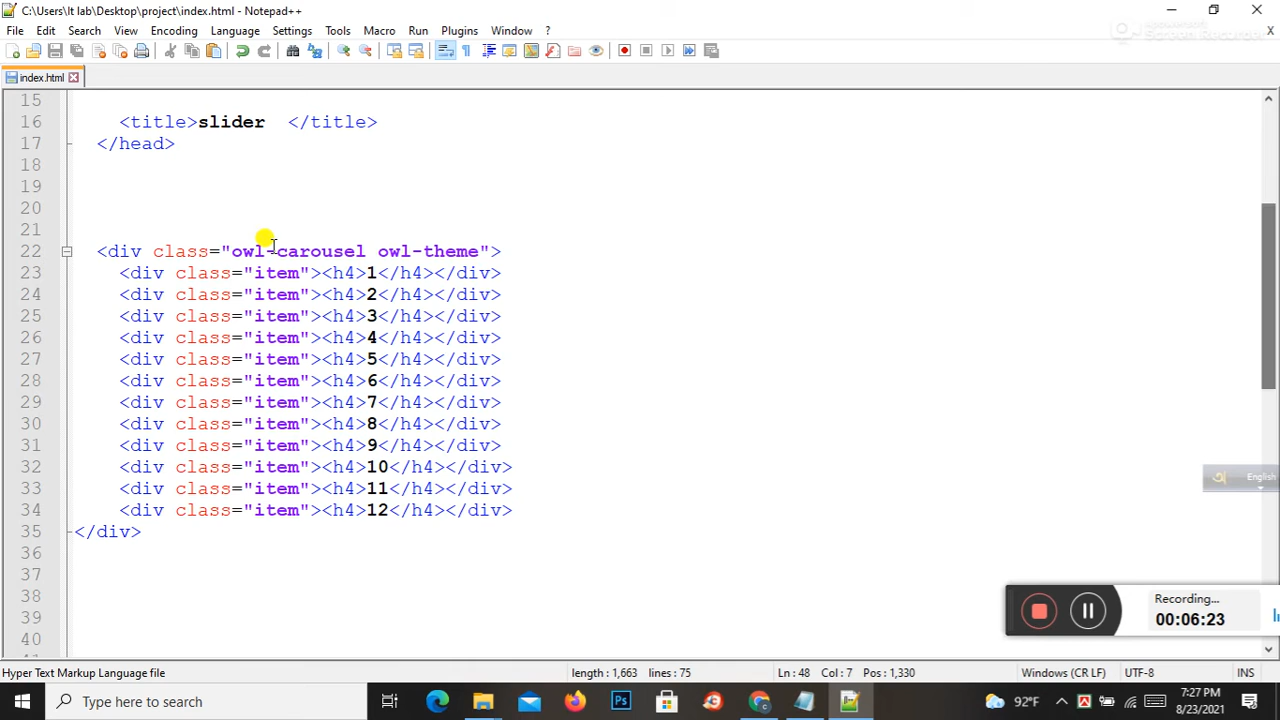 C:\Users\It lab\Desktop\project\index.html - Notepad++
File Edit Search View Encoding Language Settings Tools Macro Run Plugins Window ?
X
index.html
15
16 <title>slider </title>
17 </head>
18
19
20
21
22 <div class="owl-carousel owl-theme">
23 <div class="item"><h4>1</h4></div>
24 <div class="item"><h4>2</h4></div>
25 <div class="item"><h4>3</h4></div>
26 <div class="item"><h4>4</h4></div>
27 <div class="item"><h4>5</h4></div>
28 <div class="item"><h4>6</h4></div>
29 <div class="item"><h4>7</h4></div>
30 <div class="item"><h4>8</h4></div>
31 <div class="item"><h4>9</h4></div>
32 <div class="item"><h4>10</h4></div>
33 <div class="item"><h4>11</h4></div>
34 <div class="item"><h4>12</h4></div>
35 </div>
36
37
38
39
40
English
Recording...
00:06:23
Hyper Text Markup Language file length : 1,663 lines : 75 Ln : 48 Col : 7 Pos : 1,330 Windows (CR LF) UTF-8 INS
Type here to search
Ps
92°F
7:27 PM
8/23/2021